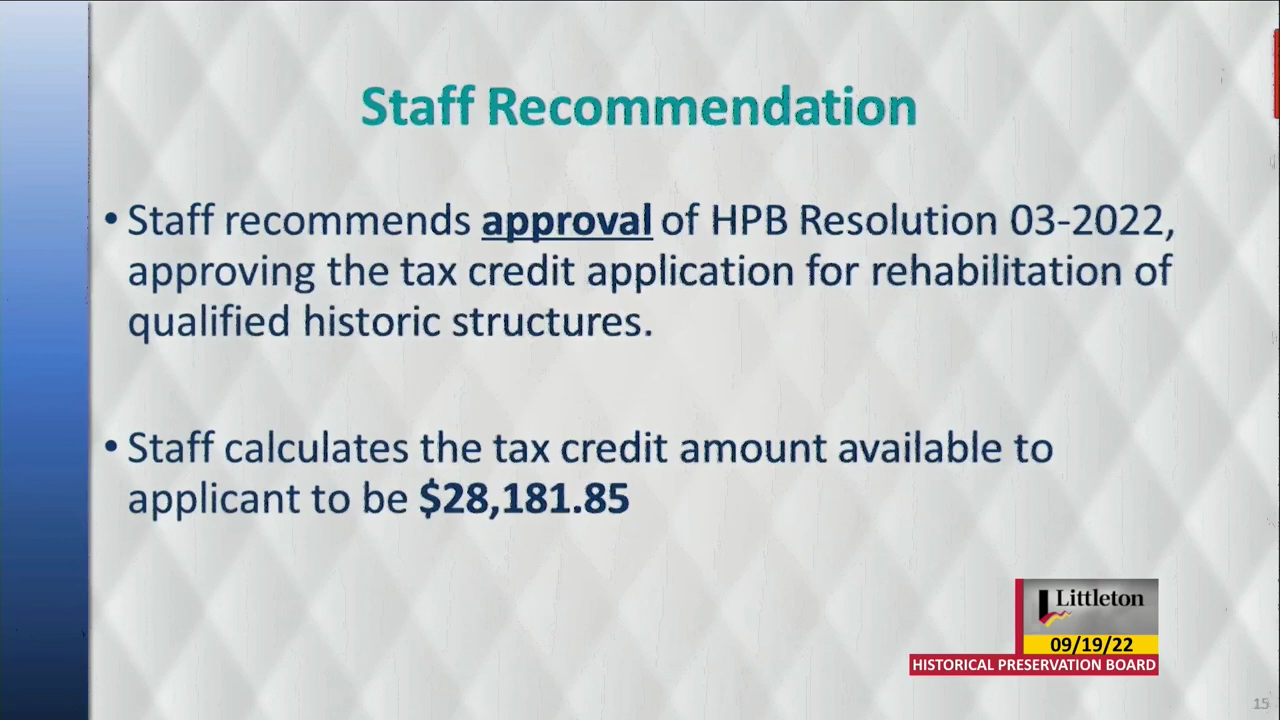 Staff Recommendation
• Staff recommends approval of HPB Resolution 03-2022,
approving the tax credit application for rehabilitation of
qualified historic structures.
• Staff calculates the tax credit amount available to
applicant to be $28,181.85
Littleton
09/19/22
HISTORICAL PRESERVATION BOARD
15